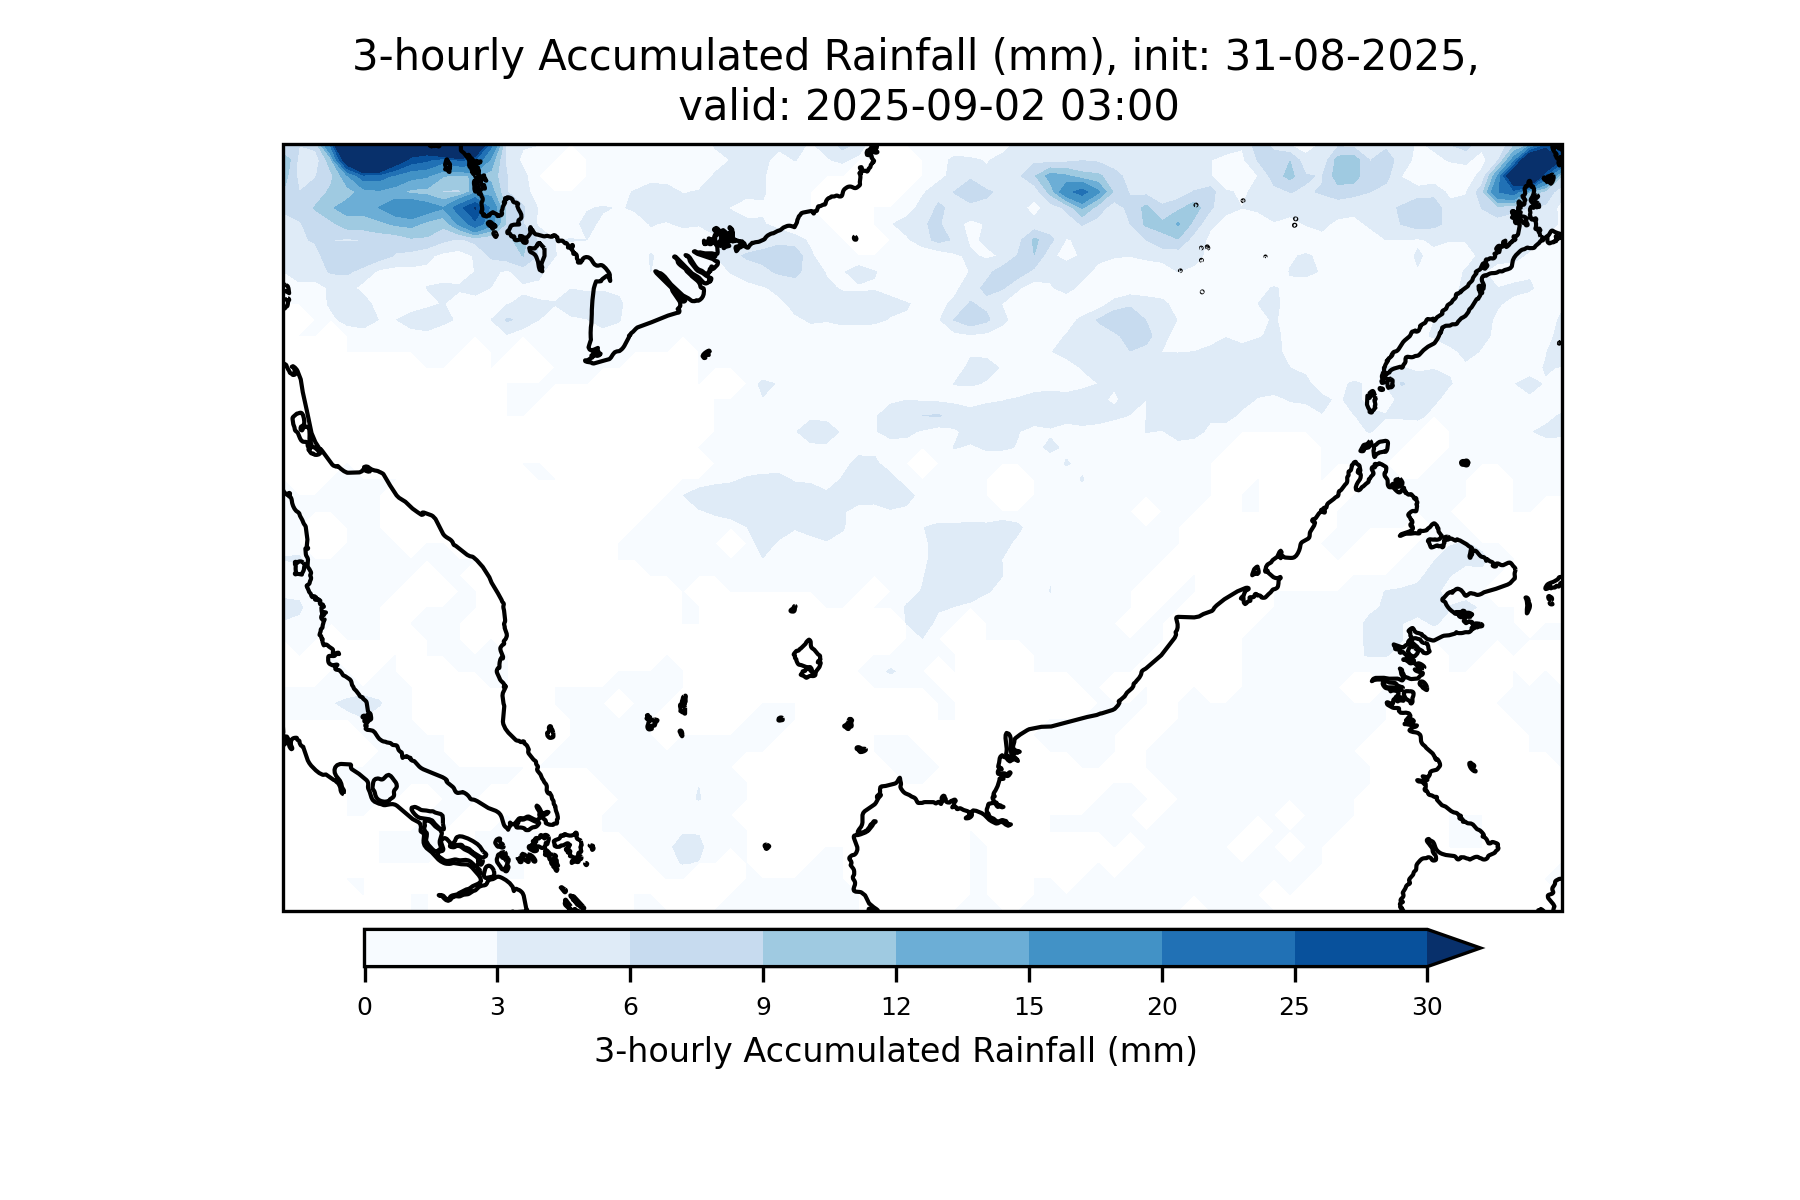 3-hourly Accumulated Rainfall (mm), init: 31-08-2025,
valid: 2025-09-02 03:00
0 3 6 9 12 15 20 25 30
3-hourly Accumulated Rainfall (mm)